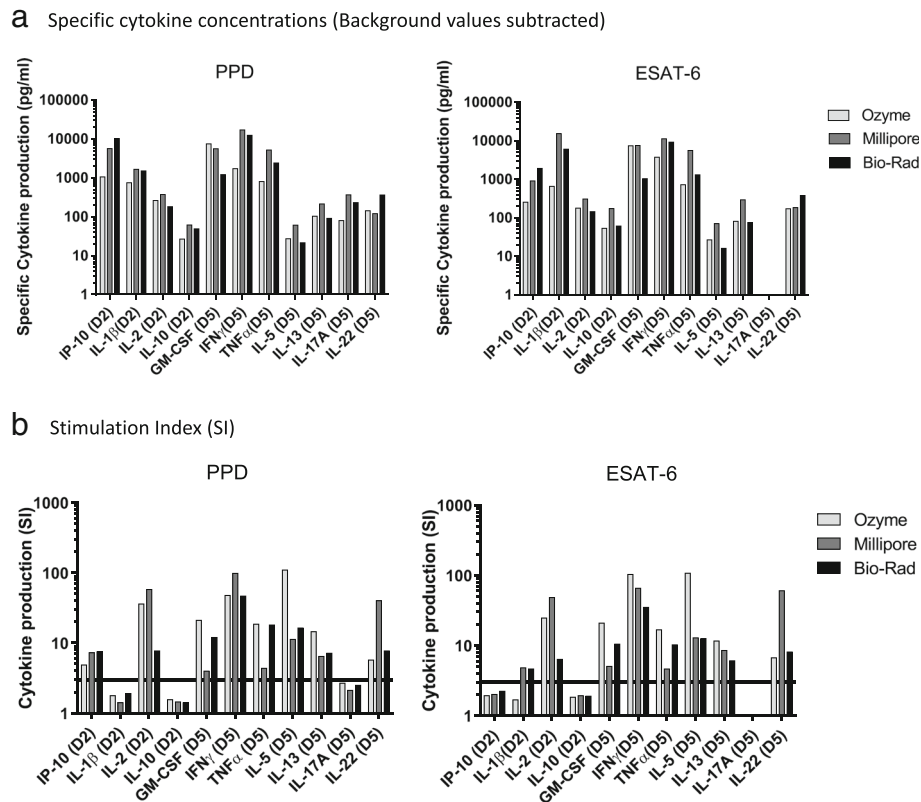 a Specific cytokine concentrations (Background values subtracted)
PPD
Specific Cytokine production (pg/ml)
100000
10000
1000
100
10
1
IP-10 (D2)
IL-1β(D2)
IL-2 (D2)
IL-10 (D2)
GM-CSF (D5)
IFNγ(D5)
TNFα(D5)
IL-5 (D5)
IL-13 (D5)
IL-17A (D5)
IL-22 (D5)
ESAT-6
Specific Cytokine production (pg/ml)
100000
10000
1000
100
10
1
IP-10 (D2)
IL-1β(D2)
IL-2 (D2)
IL-10 (D2)
GM-CSF (D5)
IFNγ(D5)
TNFα(D5)
IL-5 (D5)
IL-13 (D5)
IL-17A (D5)
IL-22 (D5)
Ozyme
Millipore
Bio-Rad
b Stimulation Index (SI)
PPD
Cytokine production (SI)
1000
100
10
1
IP-10 (D2)
IL-1β (D2)
IL-2 (D2)
IL-10 (D2)
GM-CSF (D5)
IFNγ (D5)
TNFα (D5)
IL-5 (D5)
IL-13 (D5)
IL-17A (D5)
IL-22 (D5)
ESAT-6
Cytokine production (SI)
1000
100
10
1
IP-10 (D2)
IL-1β(D2)
IL-2 (D2)
IL-10 (D2)
GM-CSF (D5)
IFNγ(D5)
TNFα(D5)
IL-5 (D5)
IL-13 (D5)
IL-17A (D5)
IL-22 (D5)
Ozyme
Millipore
Bio-Rad